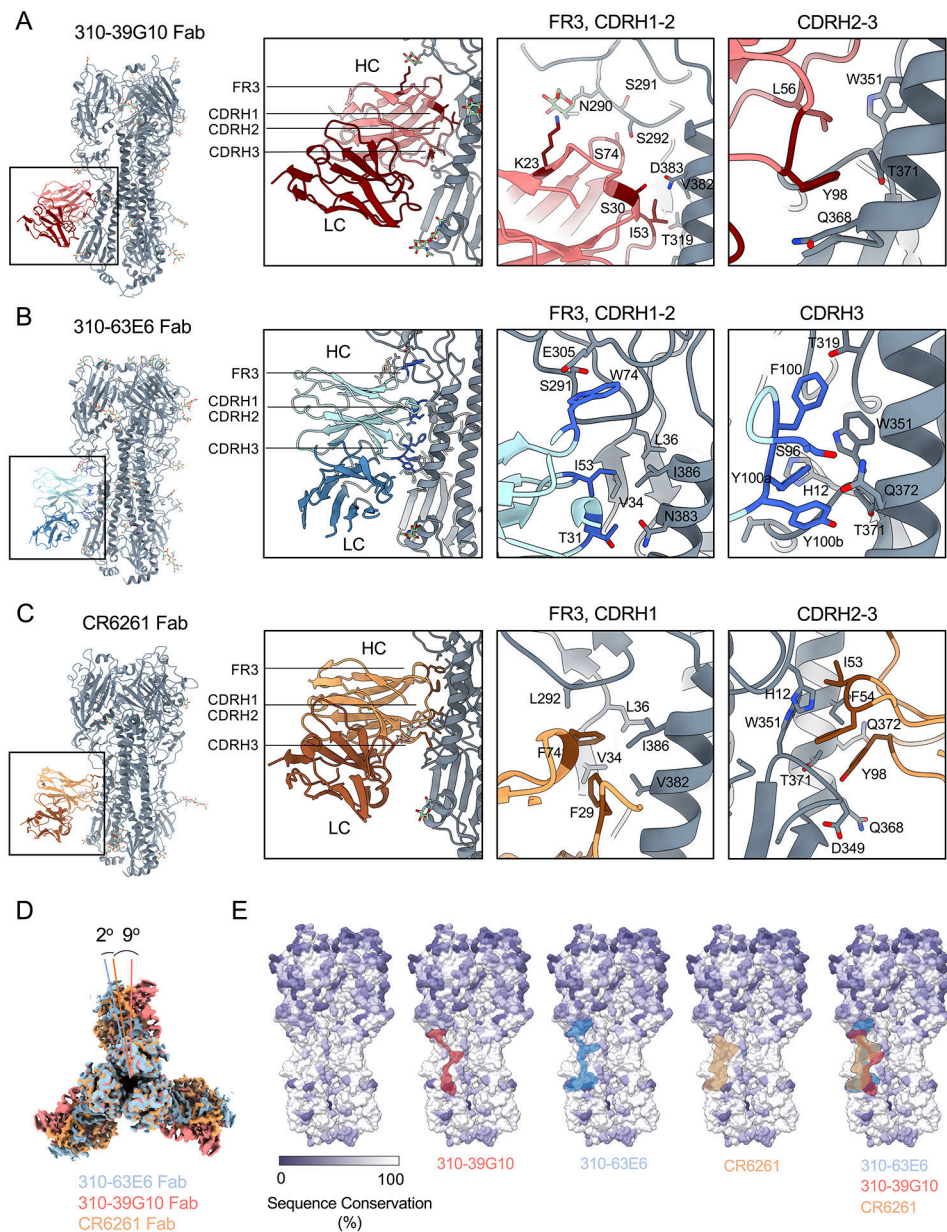 A
310-39G10 Fab
HC
FR3
CDRH1
CDRH2
CDRH3
LC
FR3, CDRH1-2
S291
N290
S292
K23
S74
D383
V382
S30
I53
T319
CDRH2-3
W351
L56
T371
Y98
Q368
B
310-63E6 Fab
HC
FR3
CDRH1
CDRH2
CDRH3
LC
FR3, CDRH1-2
E305
S291
W74
L36
I53
I386
V34
N383
T31
CDRH3
T319
F100
W351
S96
Y100a
H12
Q372
T371
Y100b
C
CR6261 Fab
HC
FR3
CDRH1
CDRH2
CDRH3
LC
FR3, CDRH1
L292
L36
I386
F74
V34
V382
F29
CDRH2-3
I53
H12
F54
W351
Q372
T371
Y98
Q368
D349
D
2º 9º
310-63E6 Fab
310-39G10 Fab
CR6261 Fab
E
0 100
Sequence Conservation
(%)
310-39G10
310-63E6
CR6261
310-63E6
310-39G10
CR6261